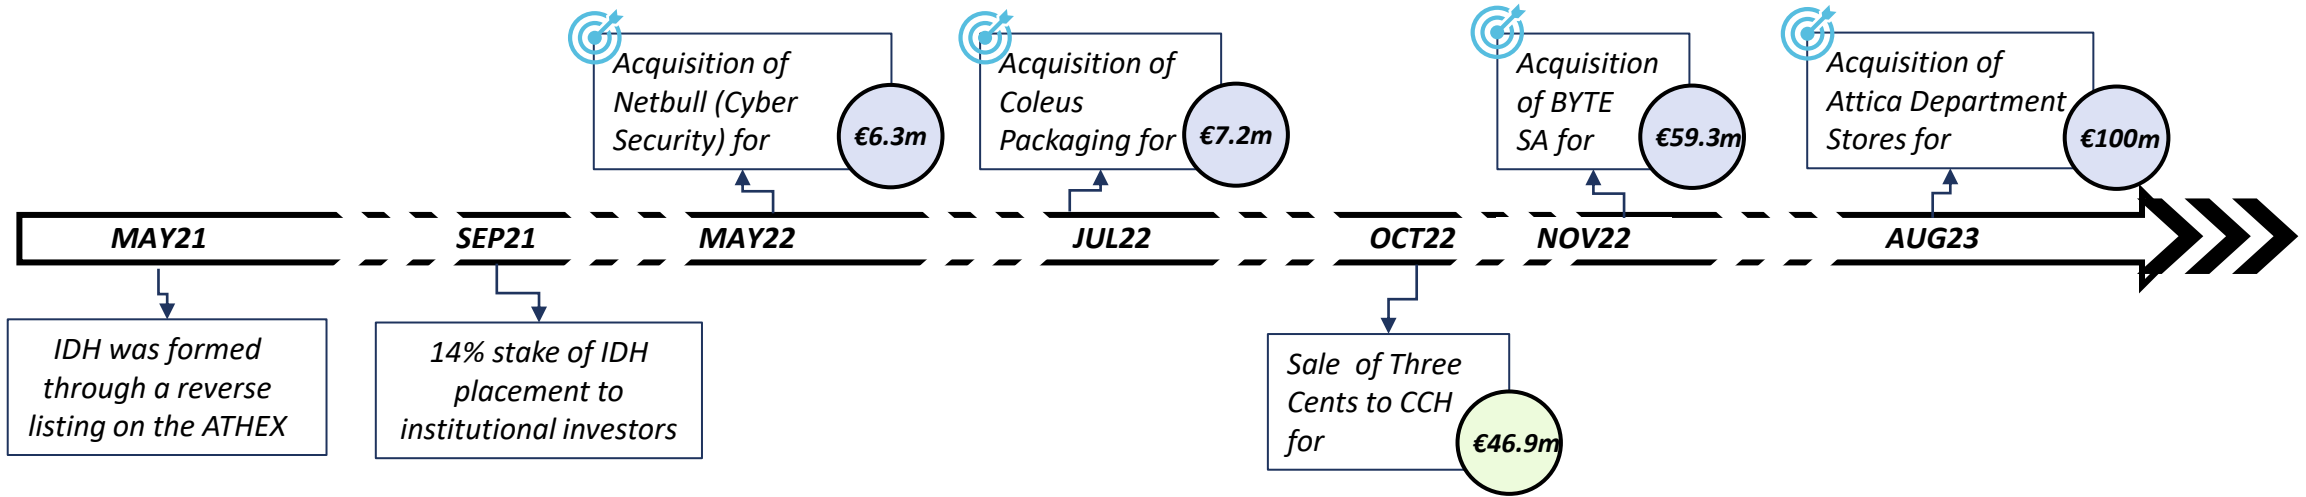 Acquisition of
Netbull (Cyber
Security) for
€6.3m
Acquisition of
Coleus
Packaging for
€7.2m
Acquisition
of BYTE
SA for
€59.3m
Acquisition of
Attica Department
Stores for
€100m
MAY21
SEP21
MAY22
JUL22
OCT22
NOV22
AUG23
IDH was formed
through a reverse
listing on the ATHEX
14% stake of IDH
placement to
institutional investors
Sale of Three
Cents to CCH
for
€46.9m